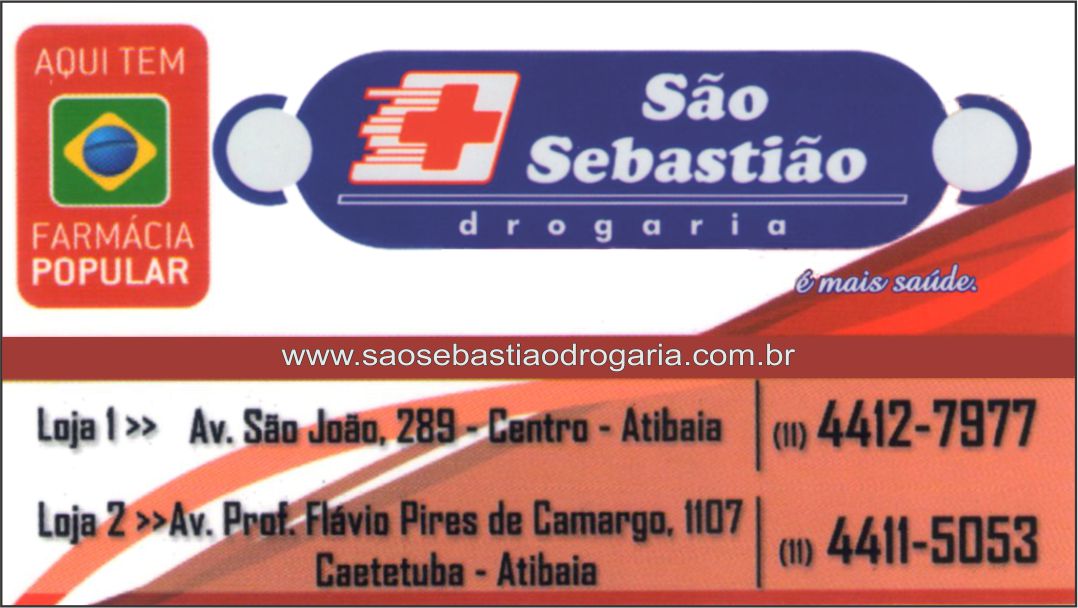 AQUI TEM
FARMÁCIA
POPULAR
São
Sebastião
drogaria
é mais saúde.
www.saosebastiaodrogaria.com.br
Loja 1 >> Av. São João, 289 - Centro - Atibaia (11) 4412-7977
Loja 2 >>Av. Prof. Flávio Pires de Camargo, 1107
Caetetuba - Atibaia
(11) 4411-5053